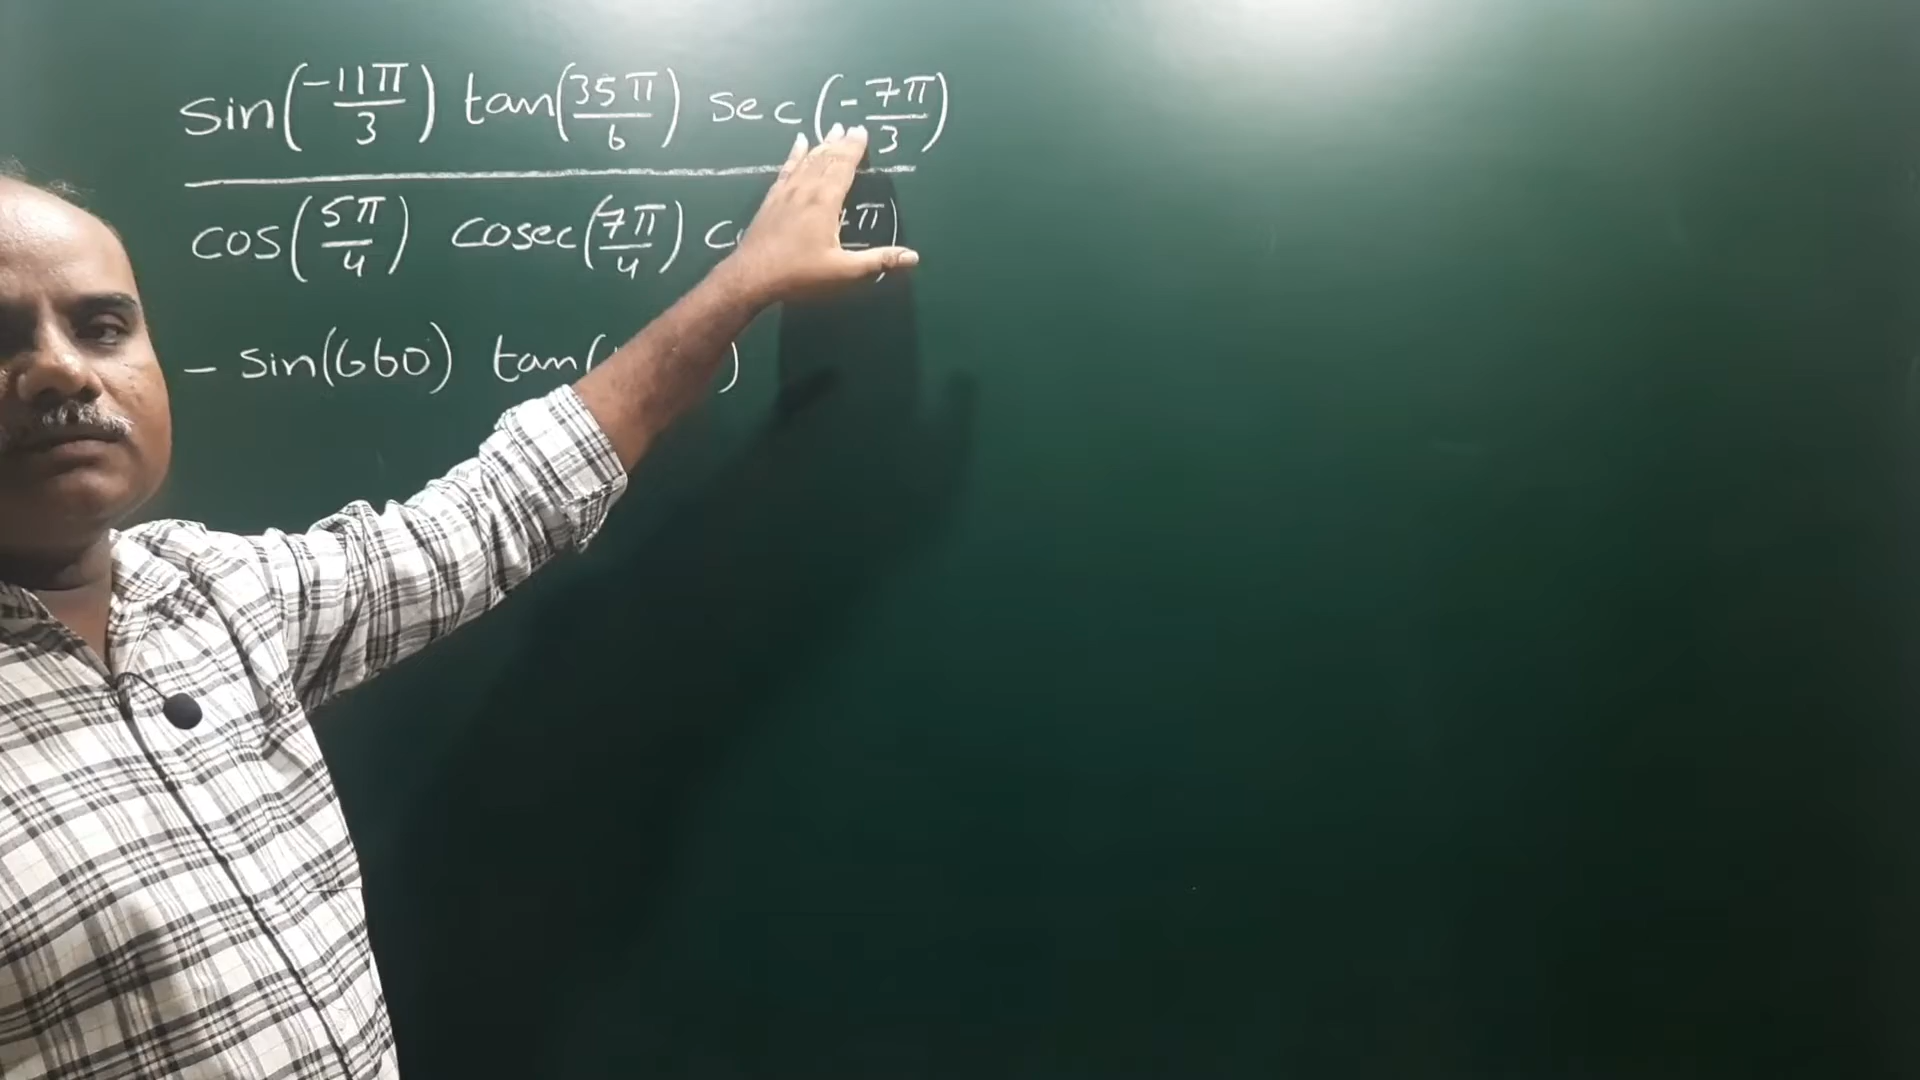 sin(-11π/3) tan(35π/6) sec(-7π/3)
cos(5π/4) cosec(7π/4) π)
- sin(660) tan( )